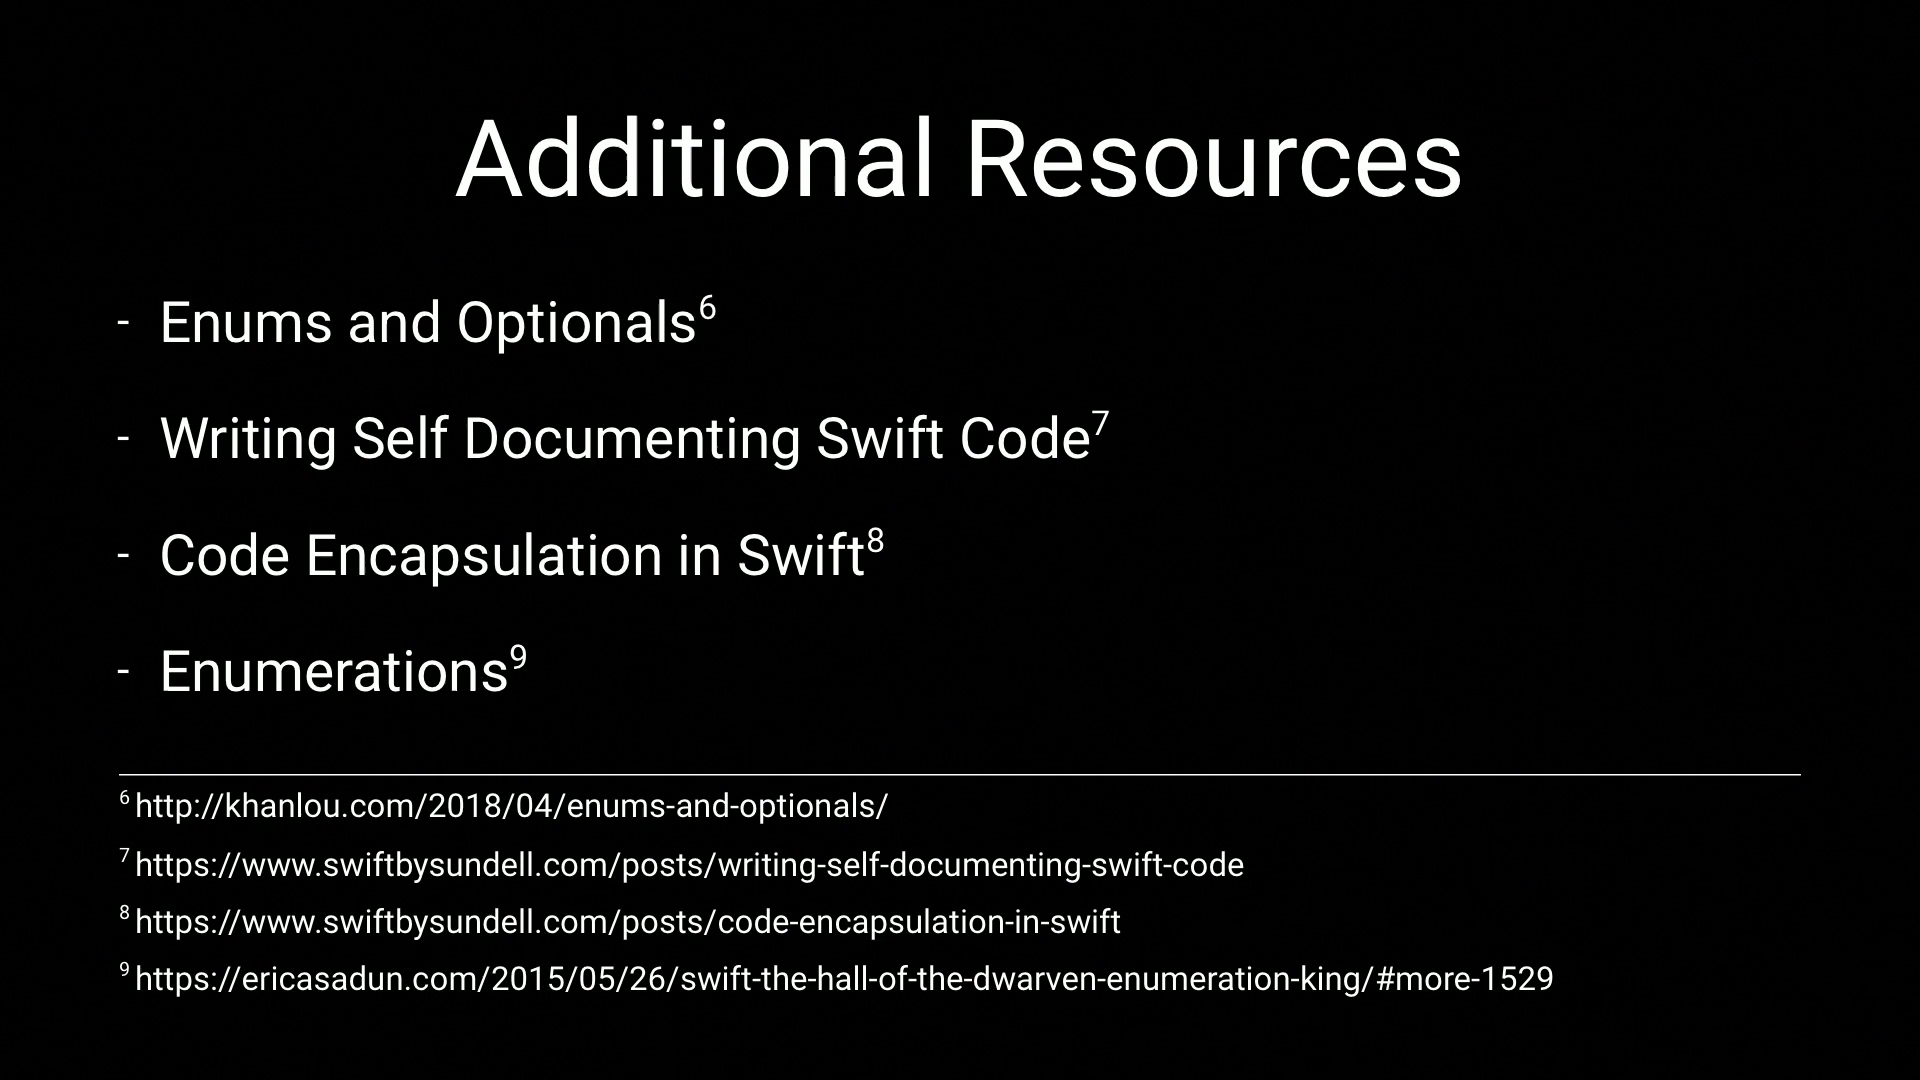 Additional Resources
- Enums and Optionals⁶
- Writing Self Documenting Swift Code⁷
- Code Encapsulation in Swift⁸
- Enumerations⁹
⁶ http://khanlou.com/2018/04/enums-and-optionals/
⁷ https://www.swiftbysundell.com/posts/writing-self-documenting-swift-code
⁸ https://www.swiftbysundell.com/posts/code-encapsulation-in-swift
⁹ https://ericasadun.com/2015/05/26/swift-the-hall-of-the-dwarven-enumeration-king/#more-1529